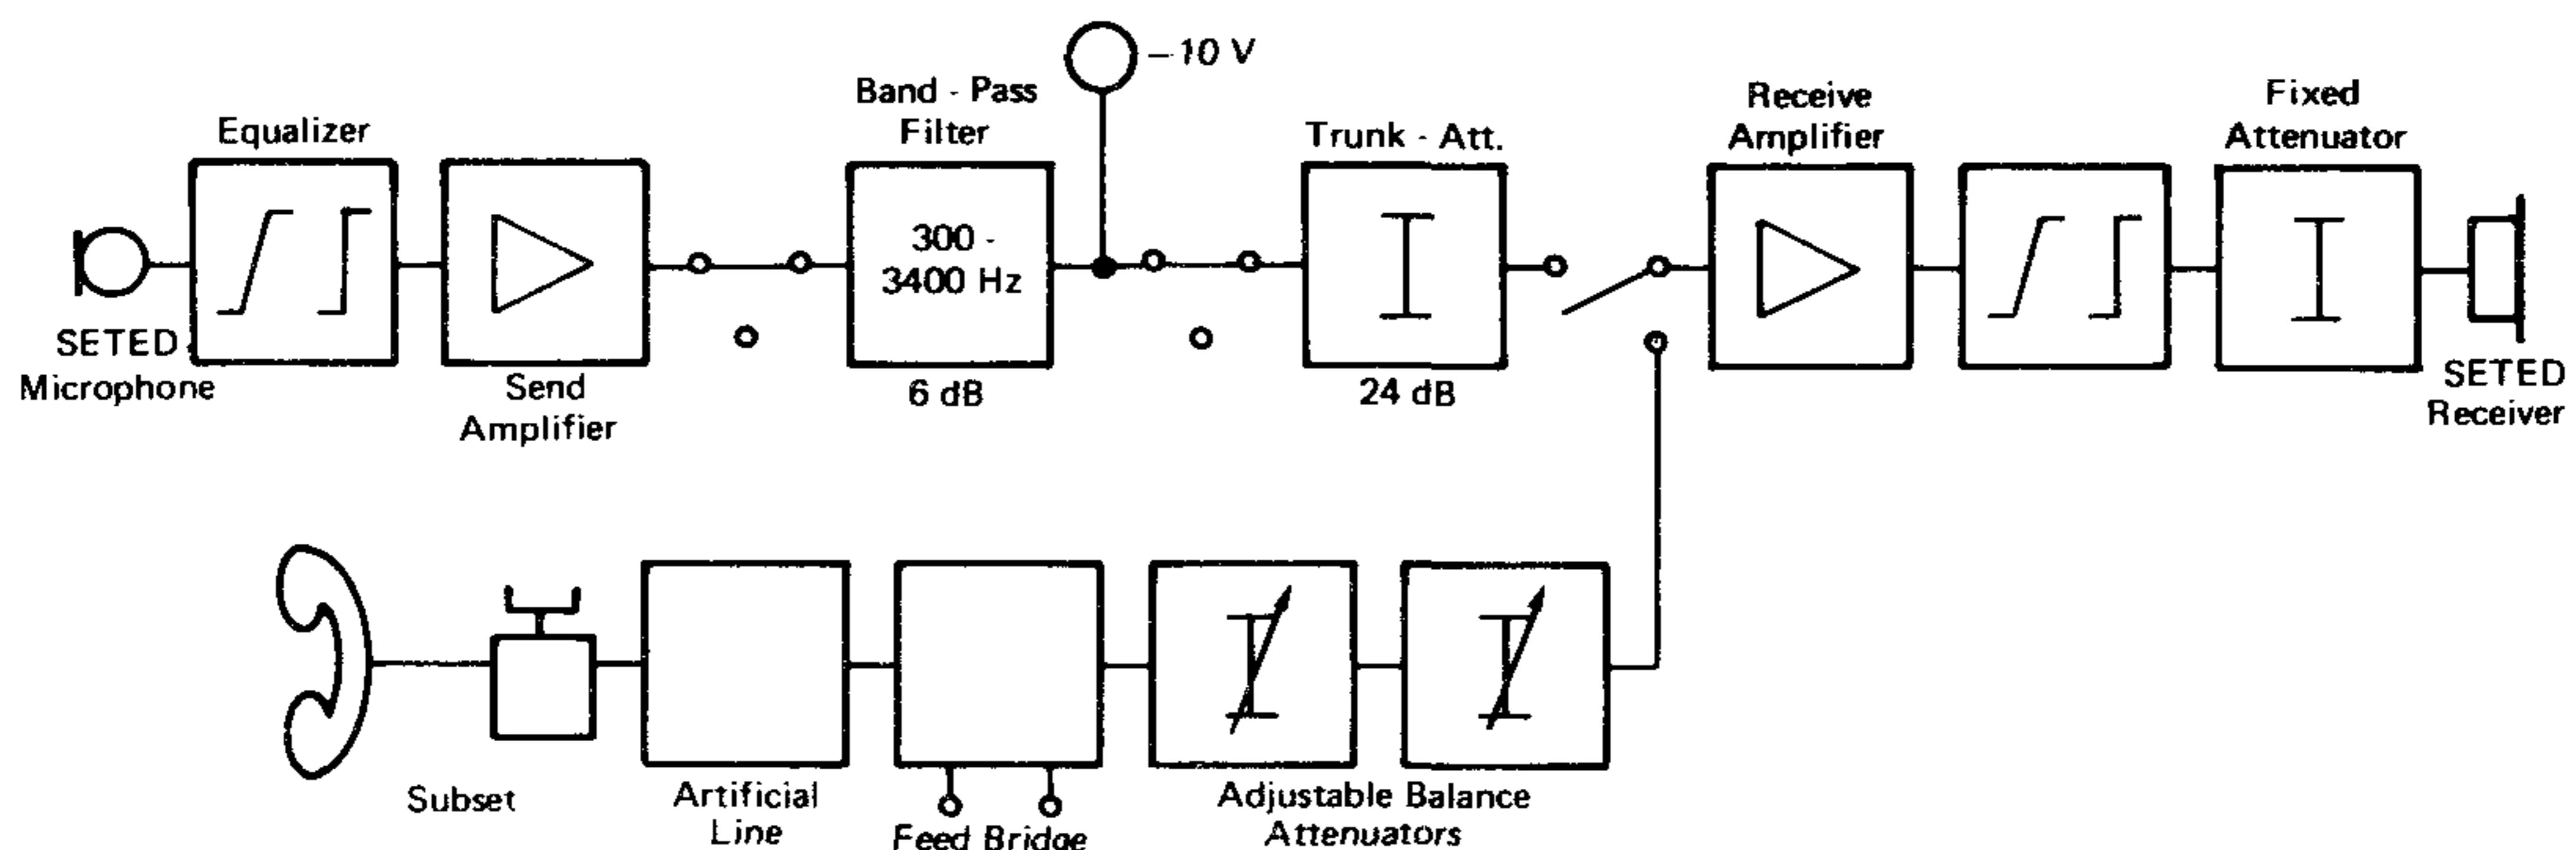 – 10 V
Band - Pass
Filter
Receive
Amplifier
Fixed
Attenuator
Equalizer
Trunk - Att.
300 -
3400 Hz
SETED
Microphone
Send
Amplifier
6 dB
24 dB
SETED
Receiver
Subset
Artificial
Line
Feed Bridge
Adjustable Balance
Attenuators